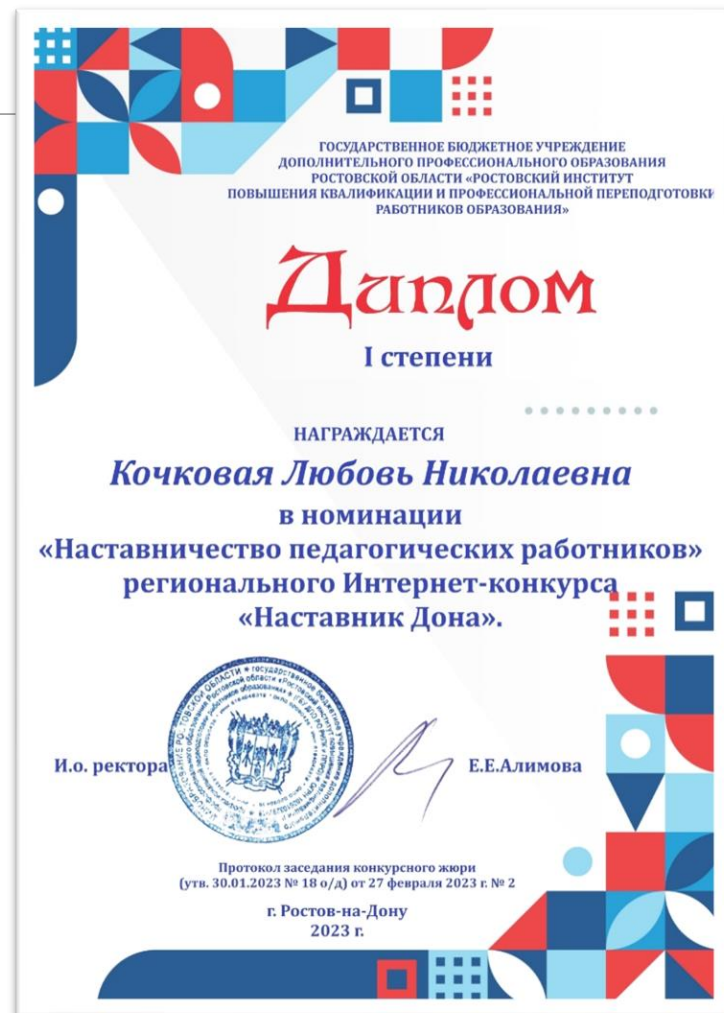 ГОСУДАРСТВЕННОЕ БЮДЖЕТНОЕ УЧРЕЖДЕНИЕ
ДОПОЛНИТЕЛЬНОГО ПРОФЕССИОНАЛЬНОГО ОБРАЗОВАНИЯ
РОСТОВСКОЙ ОБЛАСТИ «РОСТОВСКИЙ ИНСТИТУТ
ПОВЫШЕНИЯ КВАЛИФИКАЦИИ И ПРОФЕССИОНАЛЬНОЙ ПЕРЕПОДГОТОВКИ
РАБОТНИКОВ ОБРАЗОВАНИЯ»
Диплом
I степени
НАГРАЖДАЕТСЯ
Кочковая Любовь Николаевна
в номинации
«Наставничество педагогических работников»
регионального Интернет-конкурса
«Наставник Дона».
И.о. ректора
Е.Е.Алимова
Протокол заседания конкурсного жюри
(утв. 30.01.2023 № 18 о/д) от 27 февраля 2023 г. № 2
г. Ростов-на-Дону
2023 г.